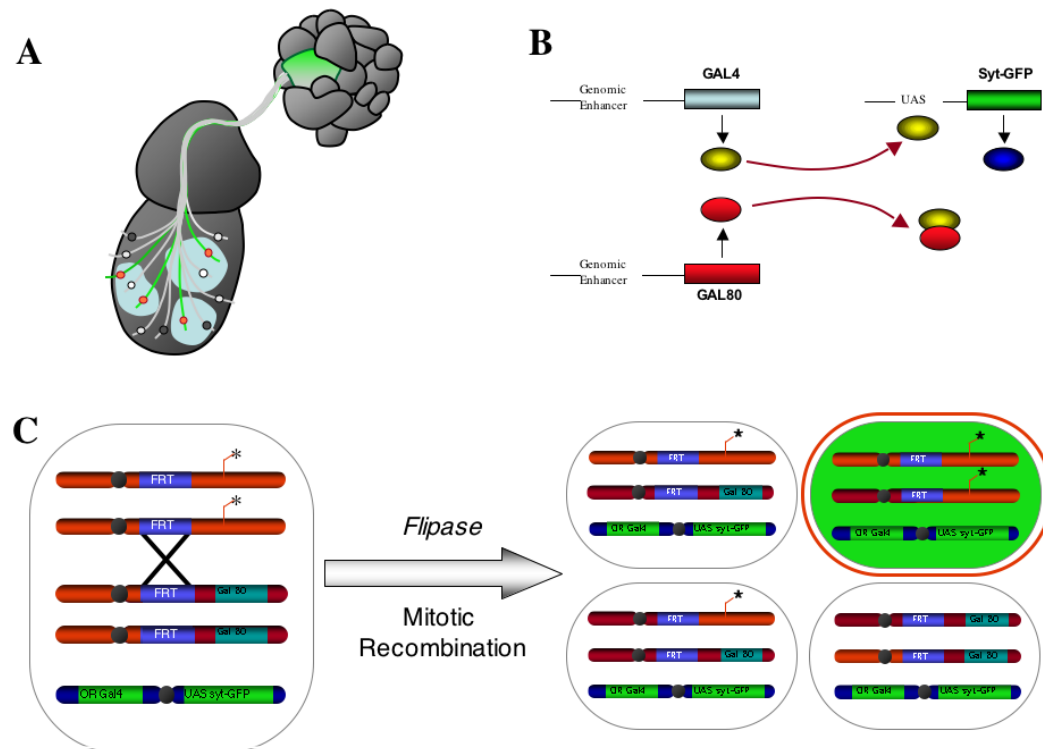 A
B
GAL4
Syt-GFP
Genomic
Enhancer
UAS
Genomic
Enhancer
GAL80
C
*
FRT
*
FRT
FRT Gal 80
FRT Gal 80
OR Gal4 UAS syt-GFP
Flipase
Mitotic
Recombination
*
FRT
FRT Gal 80
OR Gal4 UAS syt-GFP
*
FRT
*
FRT
OR Gal4 UAS syt-GFP
*
FRT
FRT Gal 80
OR Gal4 UAS syt-GFP
FRT Gal 80
FRT Gal 80
OR Gal4 UAS syt-GFP